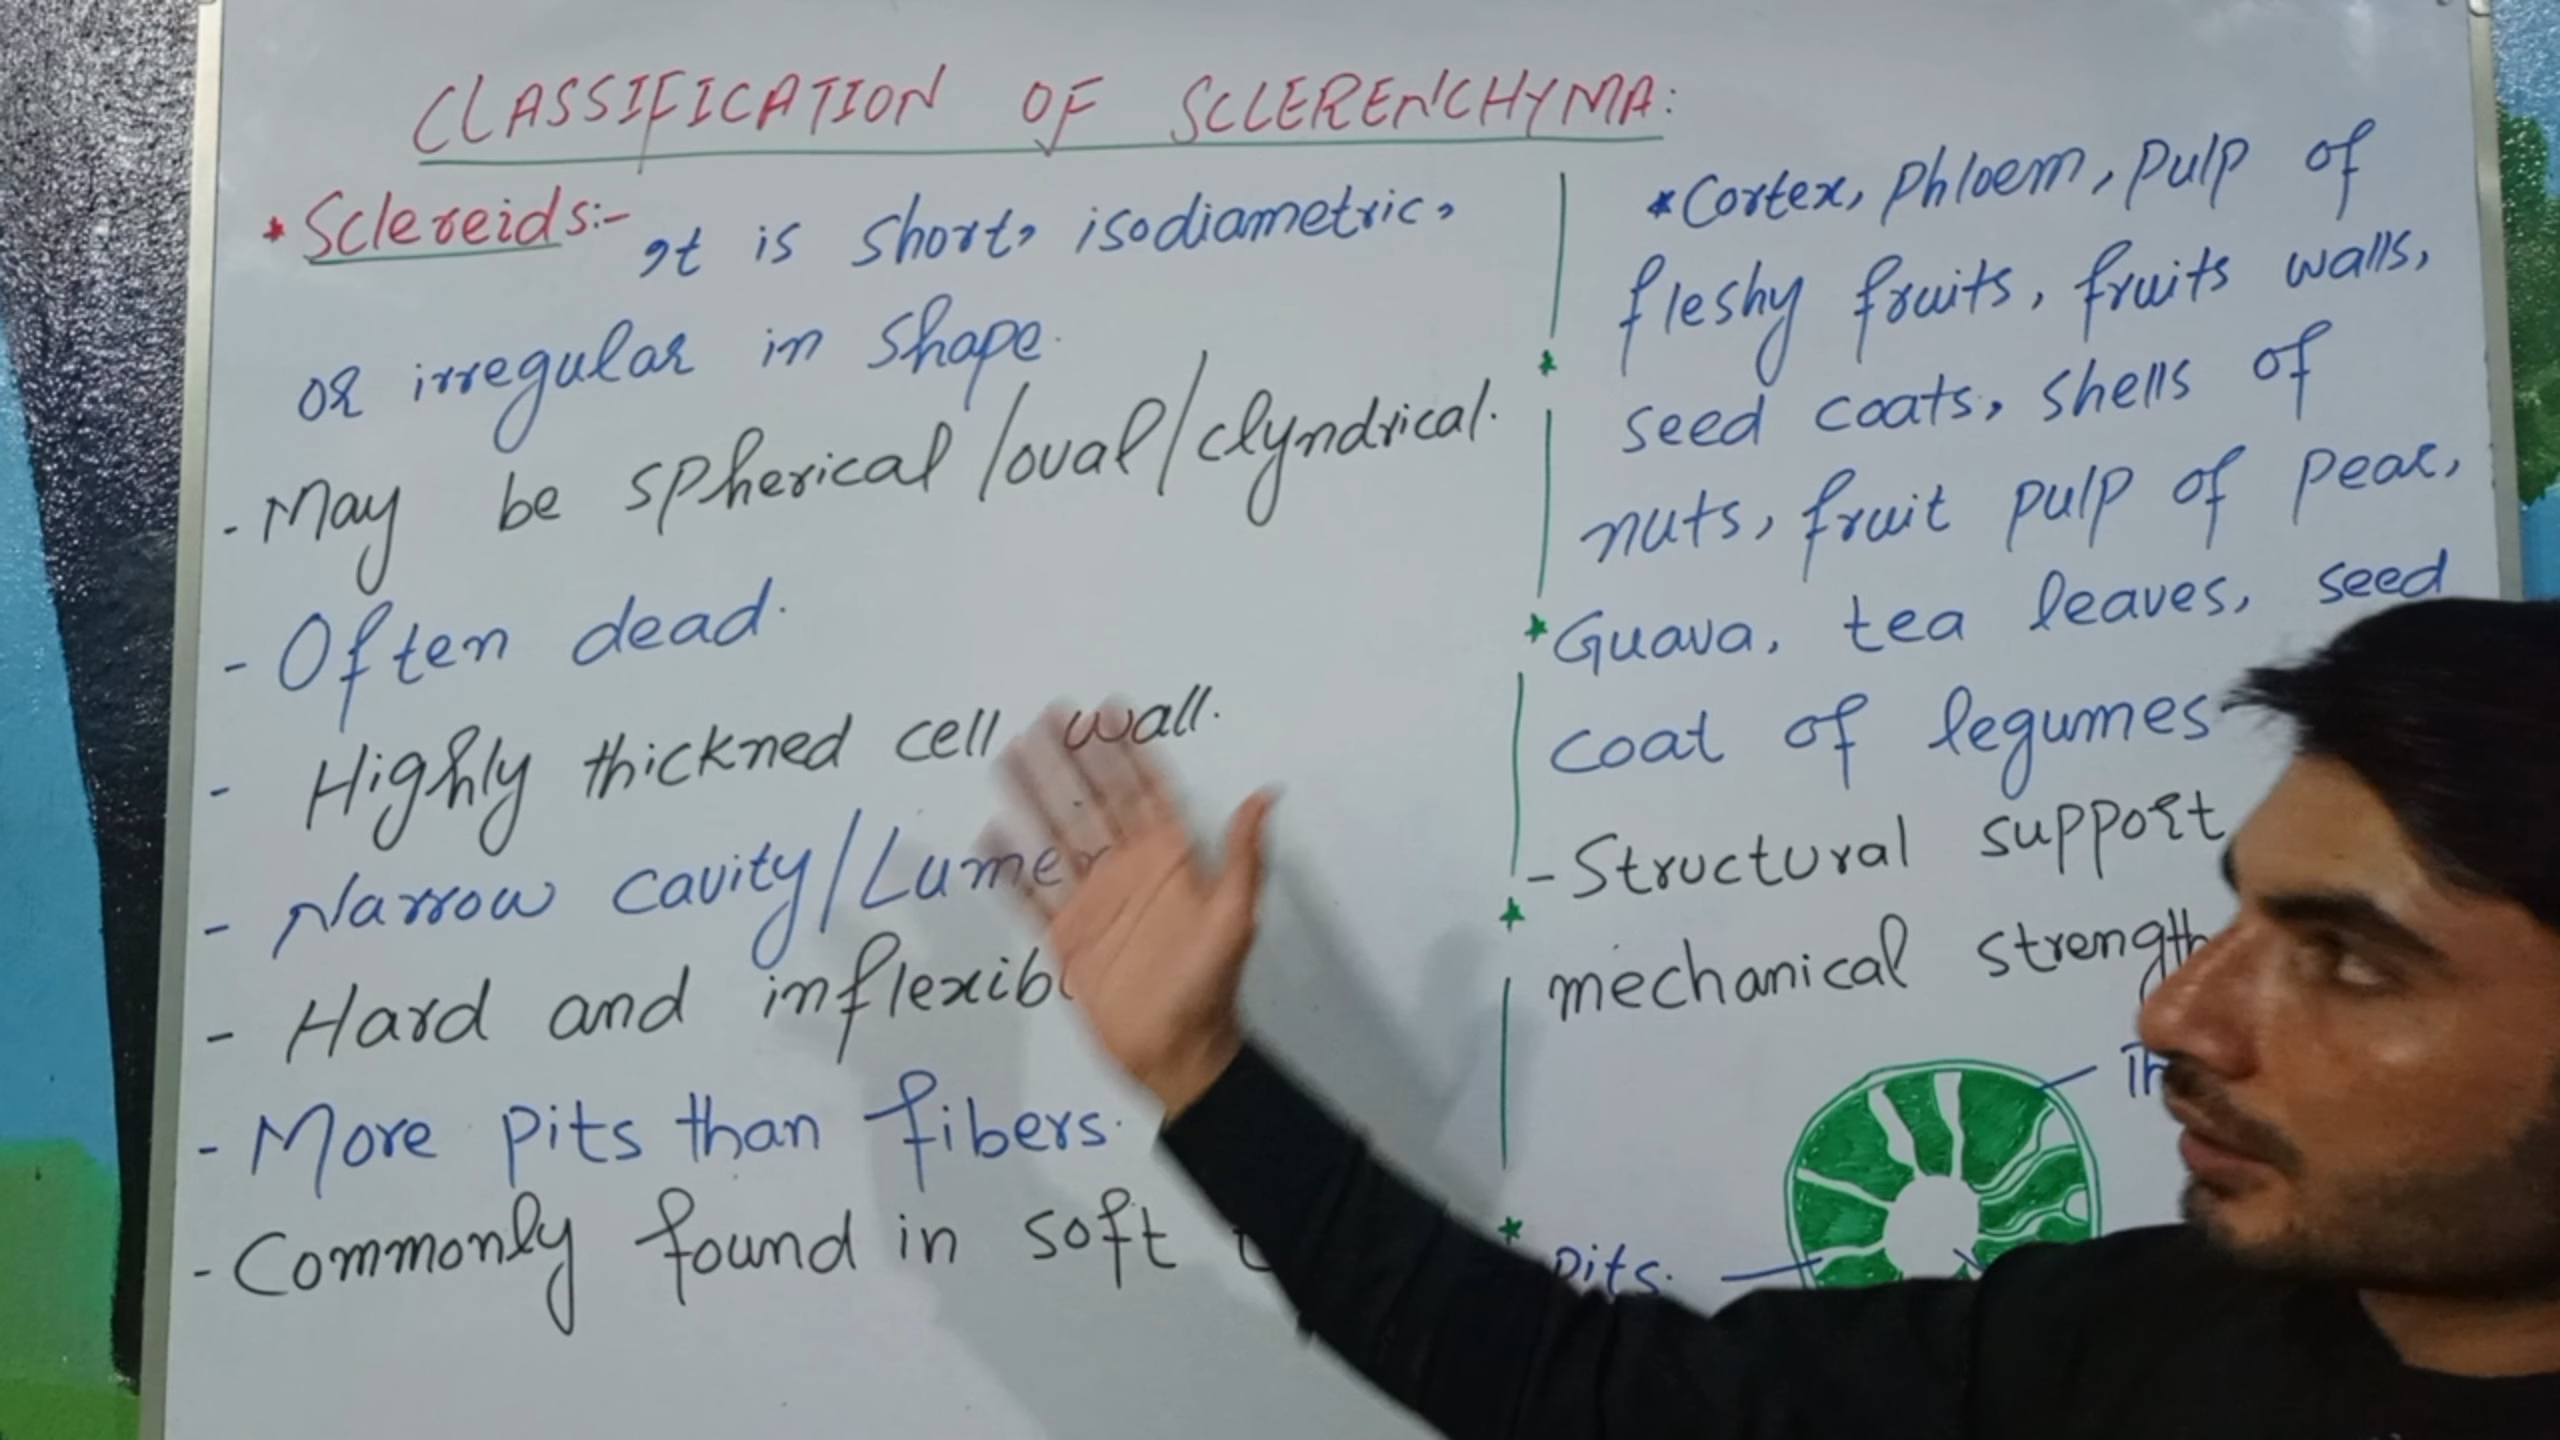 CLASSIFICATION OF SCLERENCHYMA:
* Sclereids:- It is short, isodiametric,
or irregular in shape.
- May be spherical/oval/clyndrical.
- Often dead.
- Highly thickned cell wall.
- Narrow cavity/Lumen
- Hard and inflexib
- More pits than fibers.
- Commonly found in soft
* Cortex, Phloem, pulp of
fleshy fruits, fruits walls,
seed coats, shells of
nuts, fruit pulp of pear,
Guava, tea leaves, seed
coat of legumes
- Structural support
mechanical strength
pits.